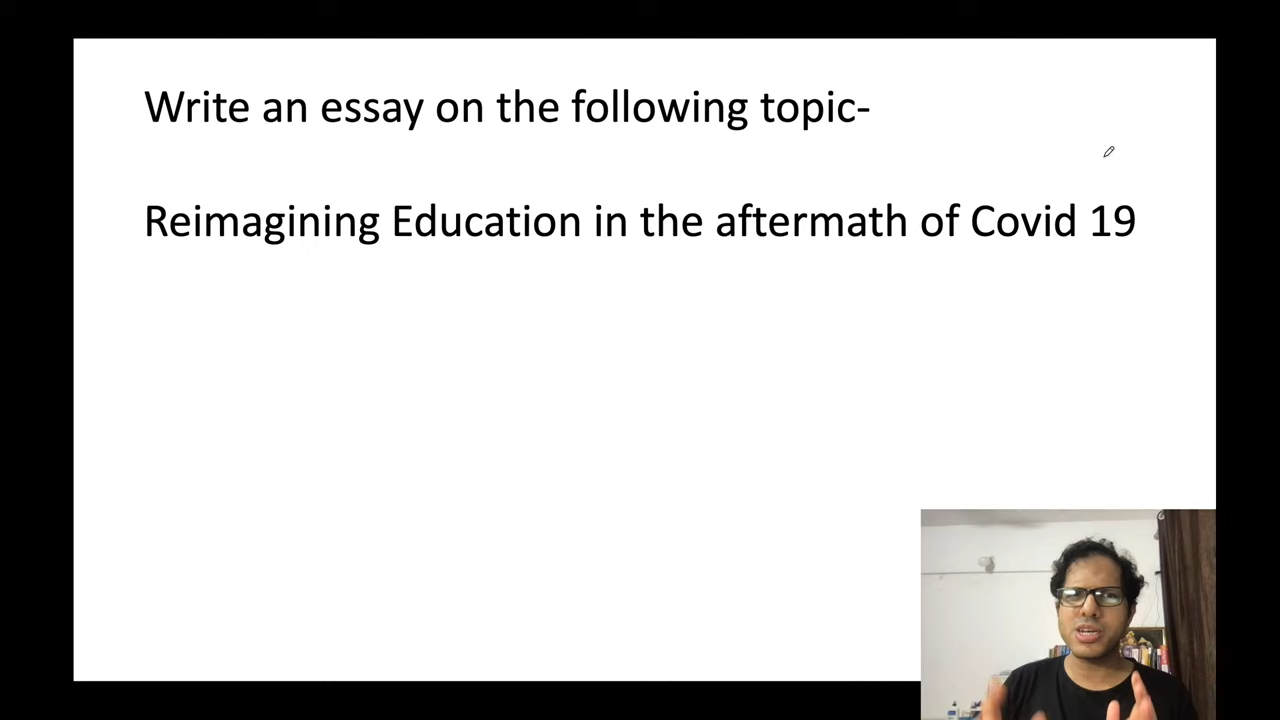 Write an essay on the following topic-
Reimagining Education in the aftermath of Covid 19